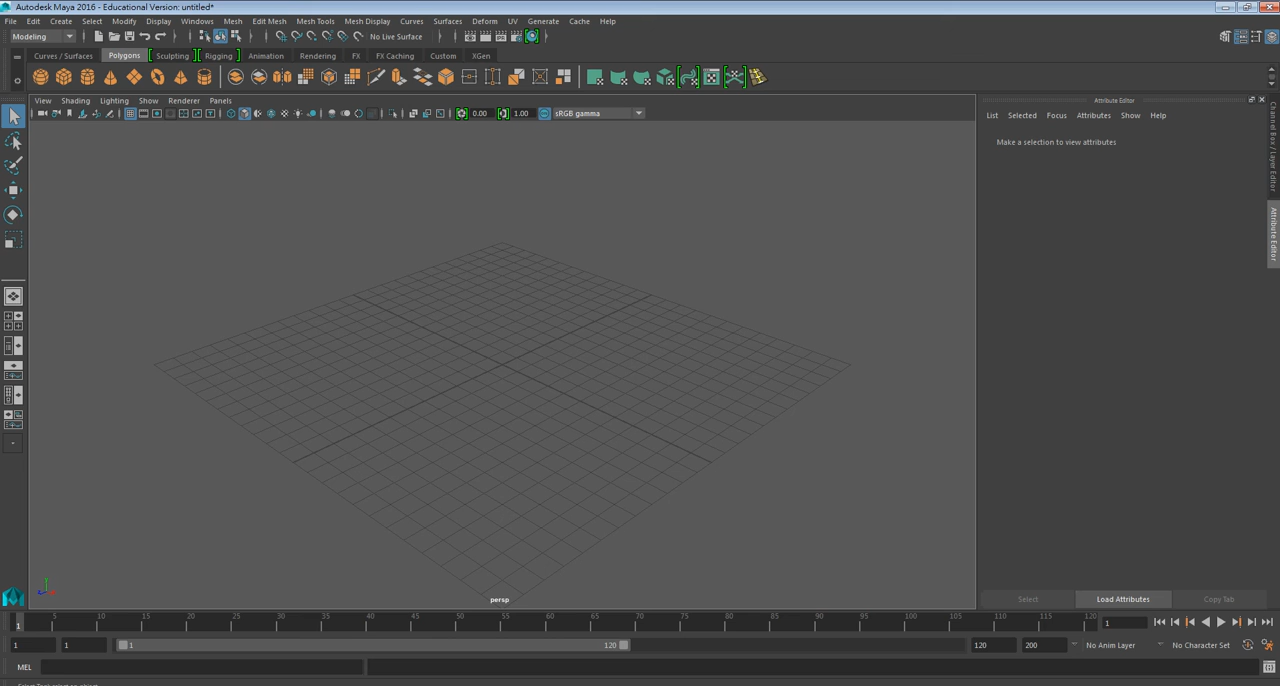 Autodesk Maya 2016 - Educational Version: untitled*
File Edit Create Select Modify Display Windows Mesh Edit Mesh Mesh Tools Mesh Display Curves Surfaces Deform UV Generate Cache Help
Modeling No Live Surface
Curves / Surfaces Polygons Sculpting Rigging Animation Rendering FX FX Caching Custom XGen
View Shading Lighting Show Renderer Panels
0.00 1.00 sRGB gamma
Attribute Editor
List Selected Focus Attributes Show Help
Make a selection to view attributes
Channel Box / Layer Editor
Attribute Editor
persp
Select Load Attributes Copy Tab
1 5 10 15 20 25 30 35 40 45 50 55 60 65 70 75 80 85 90 95 100 105 110 115 120 1
1 1 1 120 120 200 No Anim Layer No Character Set
MEL